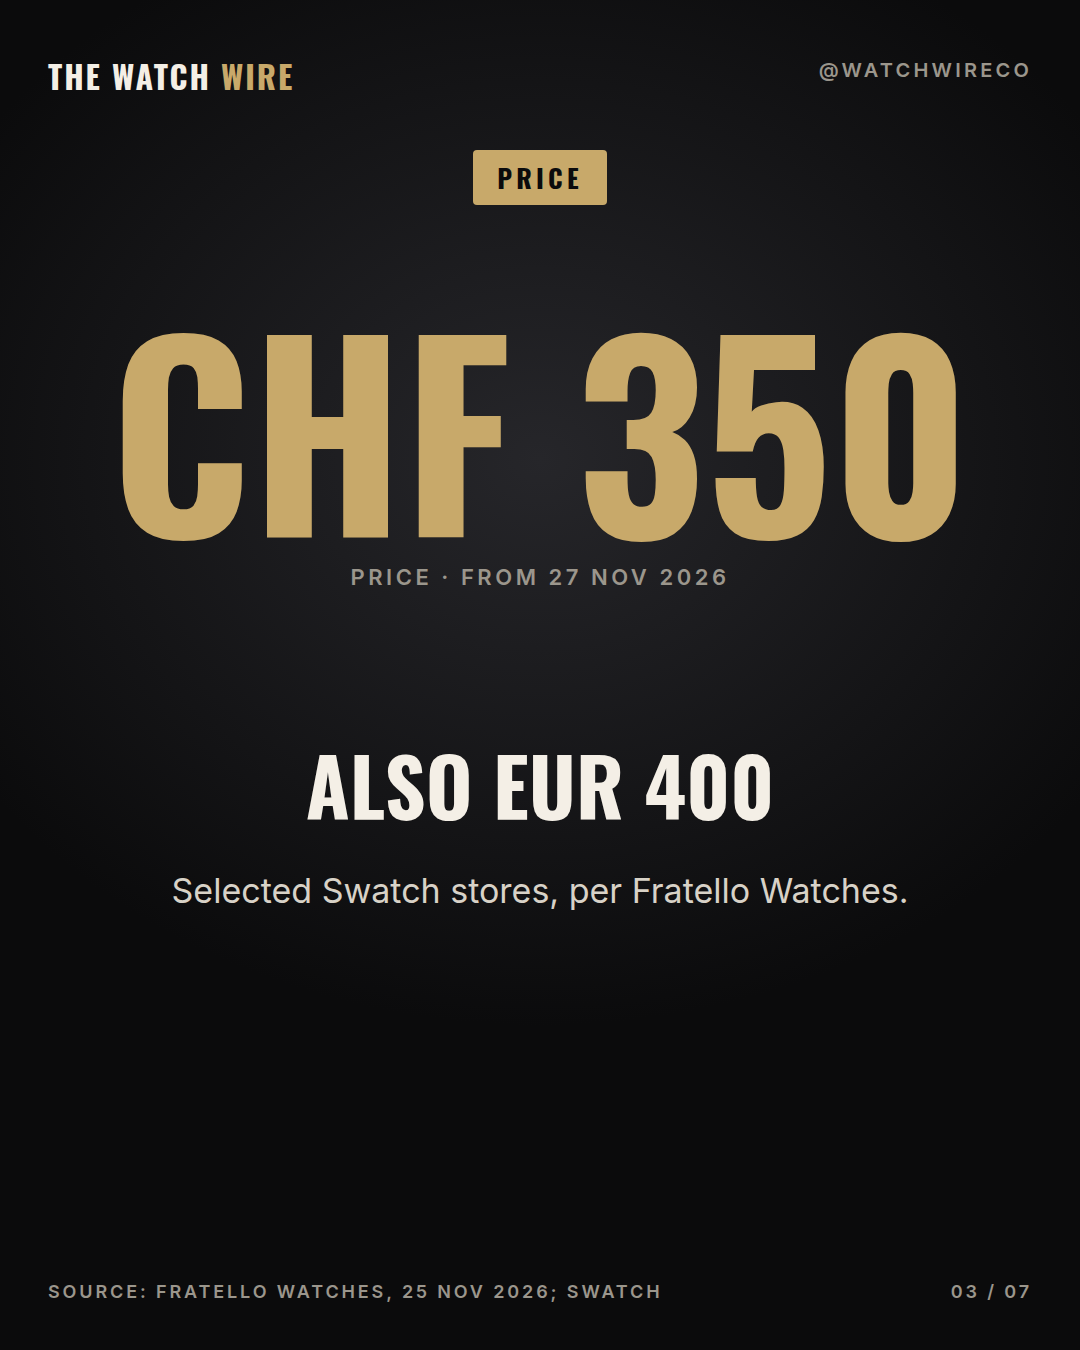 THE WATCH WIRE
@WATCHWIRECO
PRICE
CHF 350
PRICE · FROM 27 NOV 2026
ALSO EUR 400
Selected Swatch stores, per Fratello Watches.
SOURCE: FRATELLO WATCHES, 25 NOV 2026; SWATCH
03 / 07